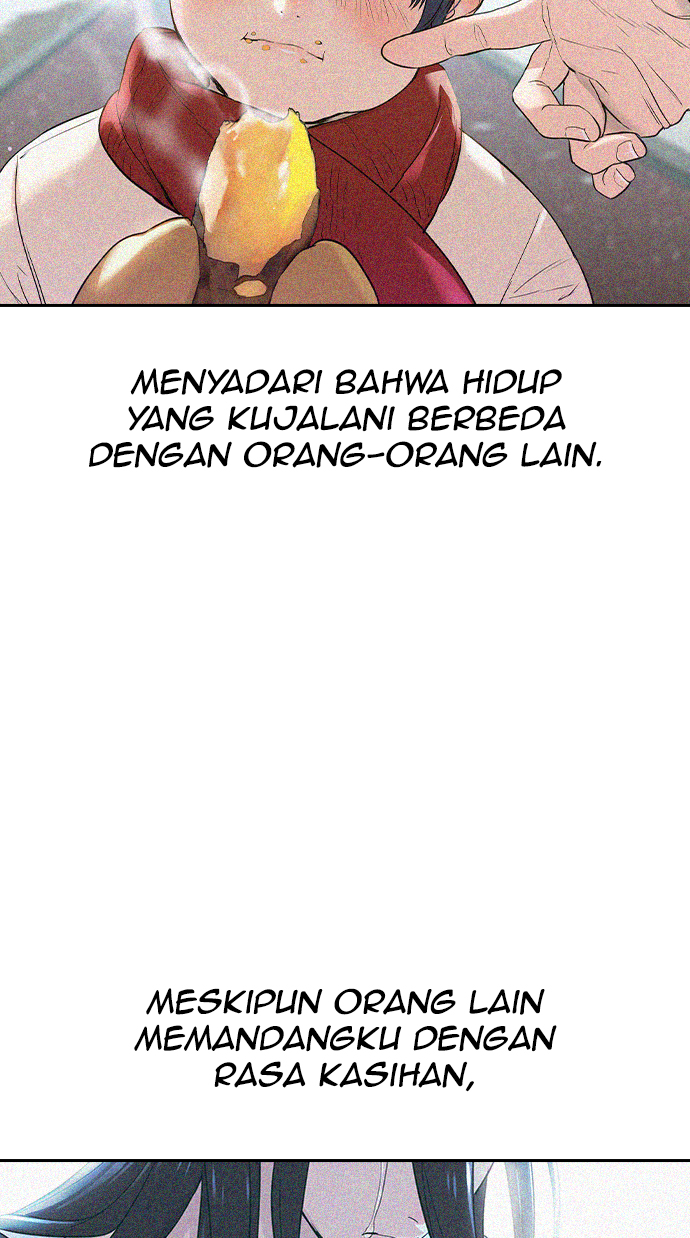 MENYADARI BAHWA HIDUP
YANG KUJALANI BERBEDA
DENGAN ORANG-ORANG LAIN.
MESKIPUN ORANG LAIN
MEMANDANGKU DENGAN
RASA KASIHAN,